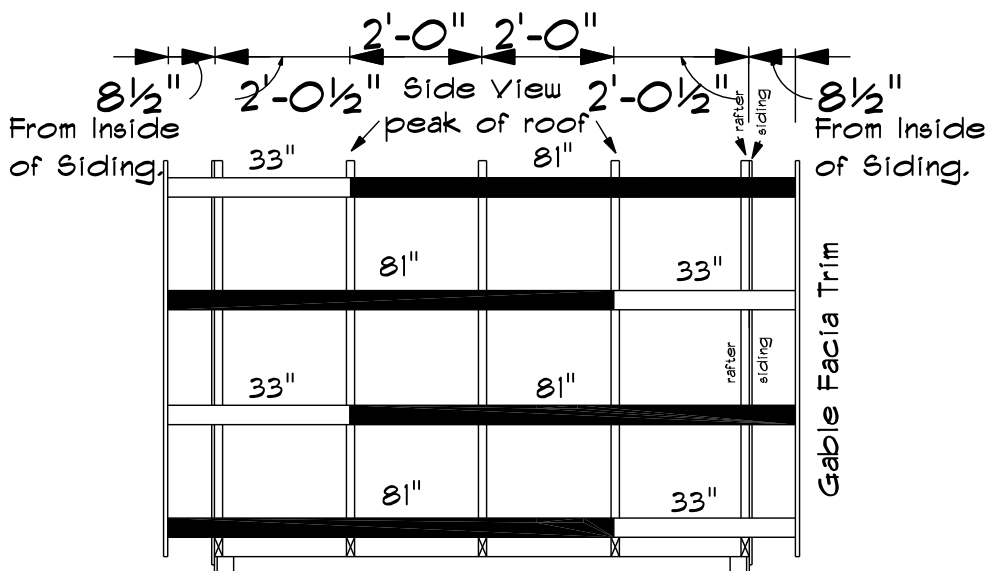 2'-0" 2'-0"
8½" 2'-0½" Side View 2'-0½" 8½"
From Inside peak of roof rafter siding From Inside
of Siding. of Siding.
33" 81"
81" 33"
rafter siding
Gable Facia Trim
33" 81"
81" 33"